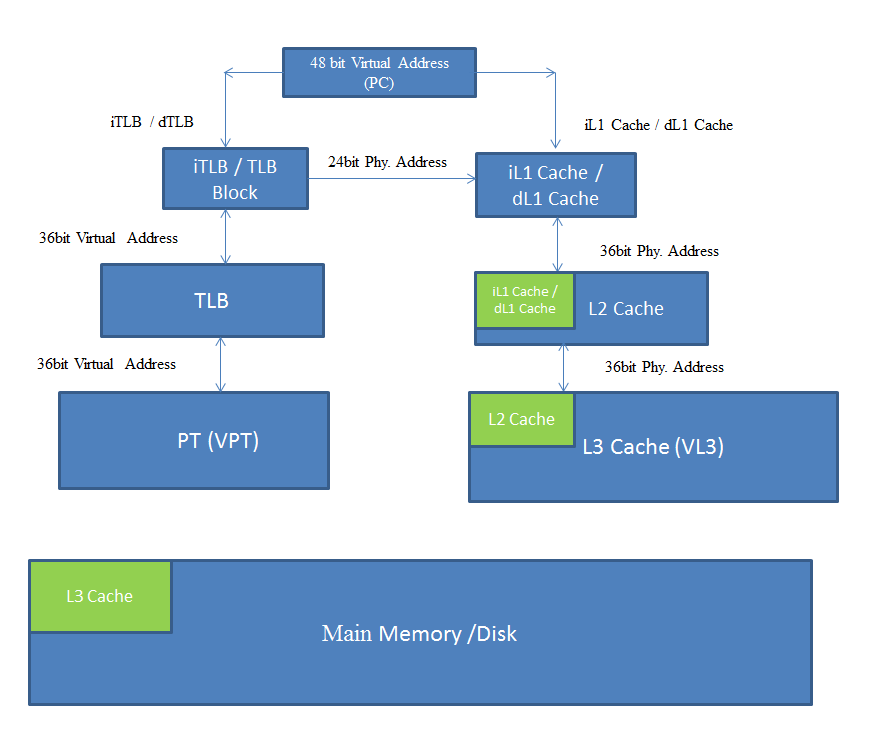 48 bit Virtual Address
(PC)
iTLB / dTLB
iL1 Cache / dL1 Cache
iTLB / TLB
Block
24bit Phy. Address
iL1 Cache /
dL1 Cache
36bit Virtual Address
36bit Phy. Address
TLB
iL1 Cache /
dL1 Cache
L2 Cache
36bit Virtual Address
36bit Phy. Address
PT (VPT)
L2 Cache
L3 Cache (VL3)
L3 Cache
Main Memory /Disk